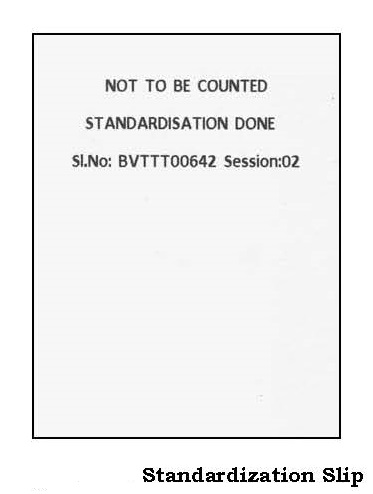 NOT TO BE COUNTED
STANDARDISATION DONE
Sl.No: BVTTT00642 Session:02
Standardization Slip